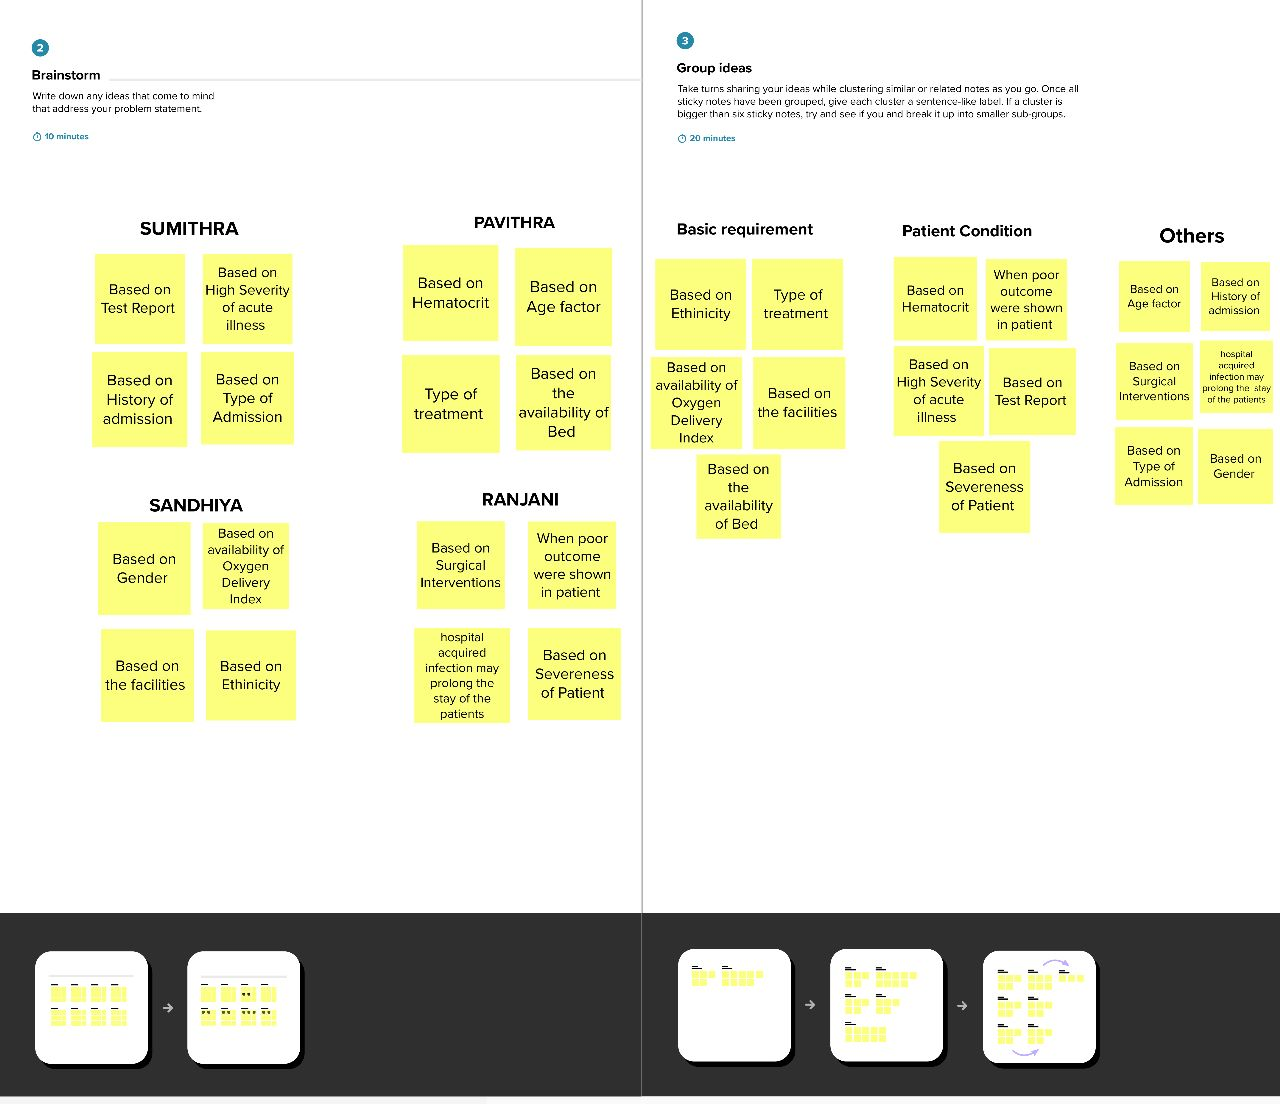 2
Brainstorm
Write down any ideas that come to mind
that address your problem statement.
10 minutes
SUMITHRA
Based on
Test Report
Based on
High Severity
of acute
illness
Based on
History of
admission
Based on
Type of
Admission
PAVITHRA
Based on
Hematocrit
Based on
Age factor
Type of
treatment
Based on
the
availability of
Bed
SANDHIYA
Based on
Gender
Based on
availability of
Oxygen
Delivery
Index
Based on
the facilities
Based on
Ethinicity
RANJANI
Based on
Surgical
Interventions
When poor
outcome
were shown
in patient
hospital
acquired
infection may
prolong the
stay of the
patients
Based on
Severeness
of Patient
3
Group ideas
Take turns sharing your ideas while clustering similar or related notes as you go. Once all
sticky notes have been grouped, give each cluster a sentence-like label. If a cluster is
bigger than six sticky notes, try and see if you and break it up into smaller sub-groups.
20 minutes
Basic requirement
Based on
Ethinicity
Type of
treatment
Based on
availability of
Oxygen
Delivery
Index
Based on
the facilities
Based on
the
availability
of Bed
Patient Condition
Based on
Hematocrit
When poor
outcome
were shown
in patient
Based on
High Severity
of acute
illness
Based on
Test Report
Based on
Severeness
of Patient
Others
Based on
Age factor
Based on
History of
admission
Based on
Surgical
Interventions
hospital
acquired
infection may
prolong the stay
of the patients
Based on
Type of
Admission
Based on
Gender